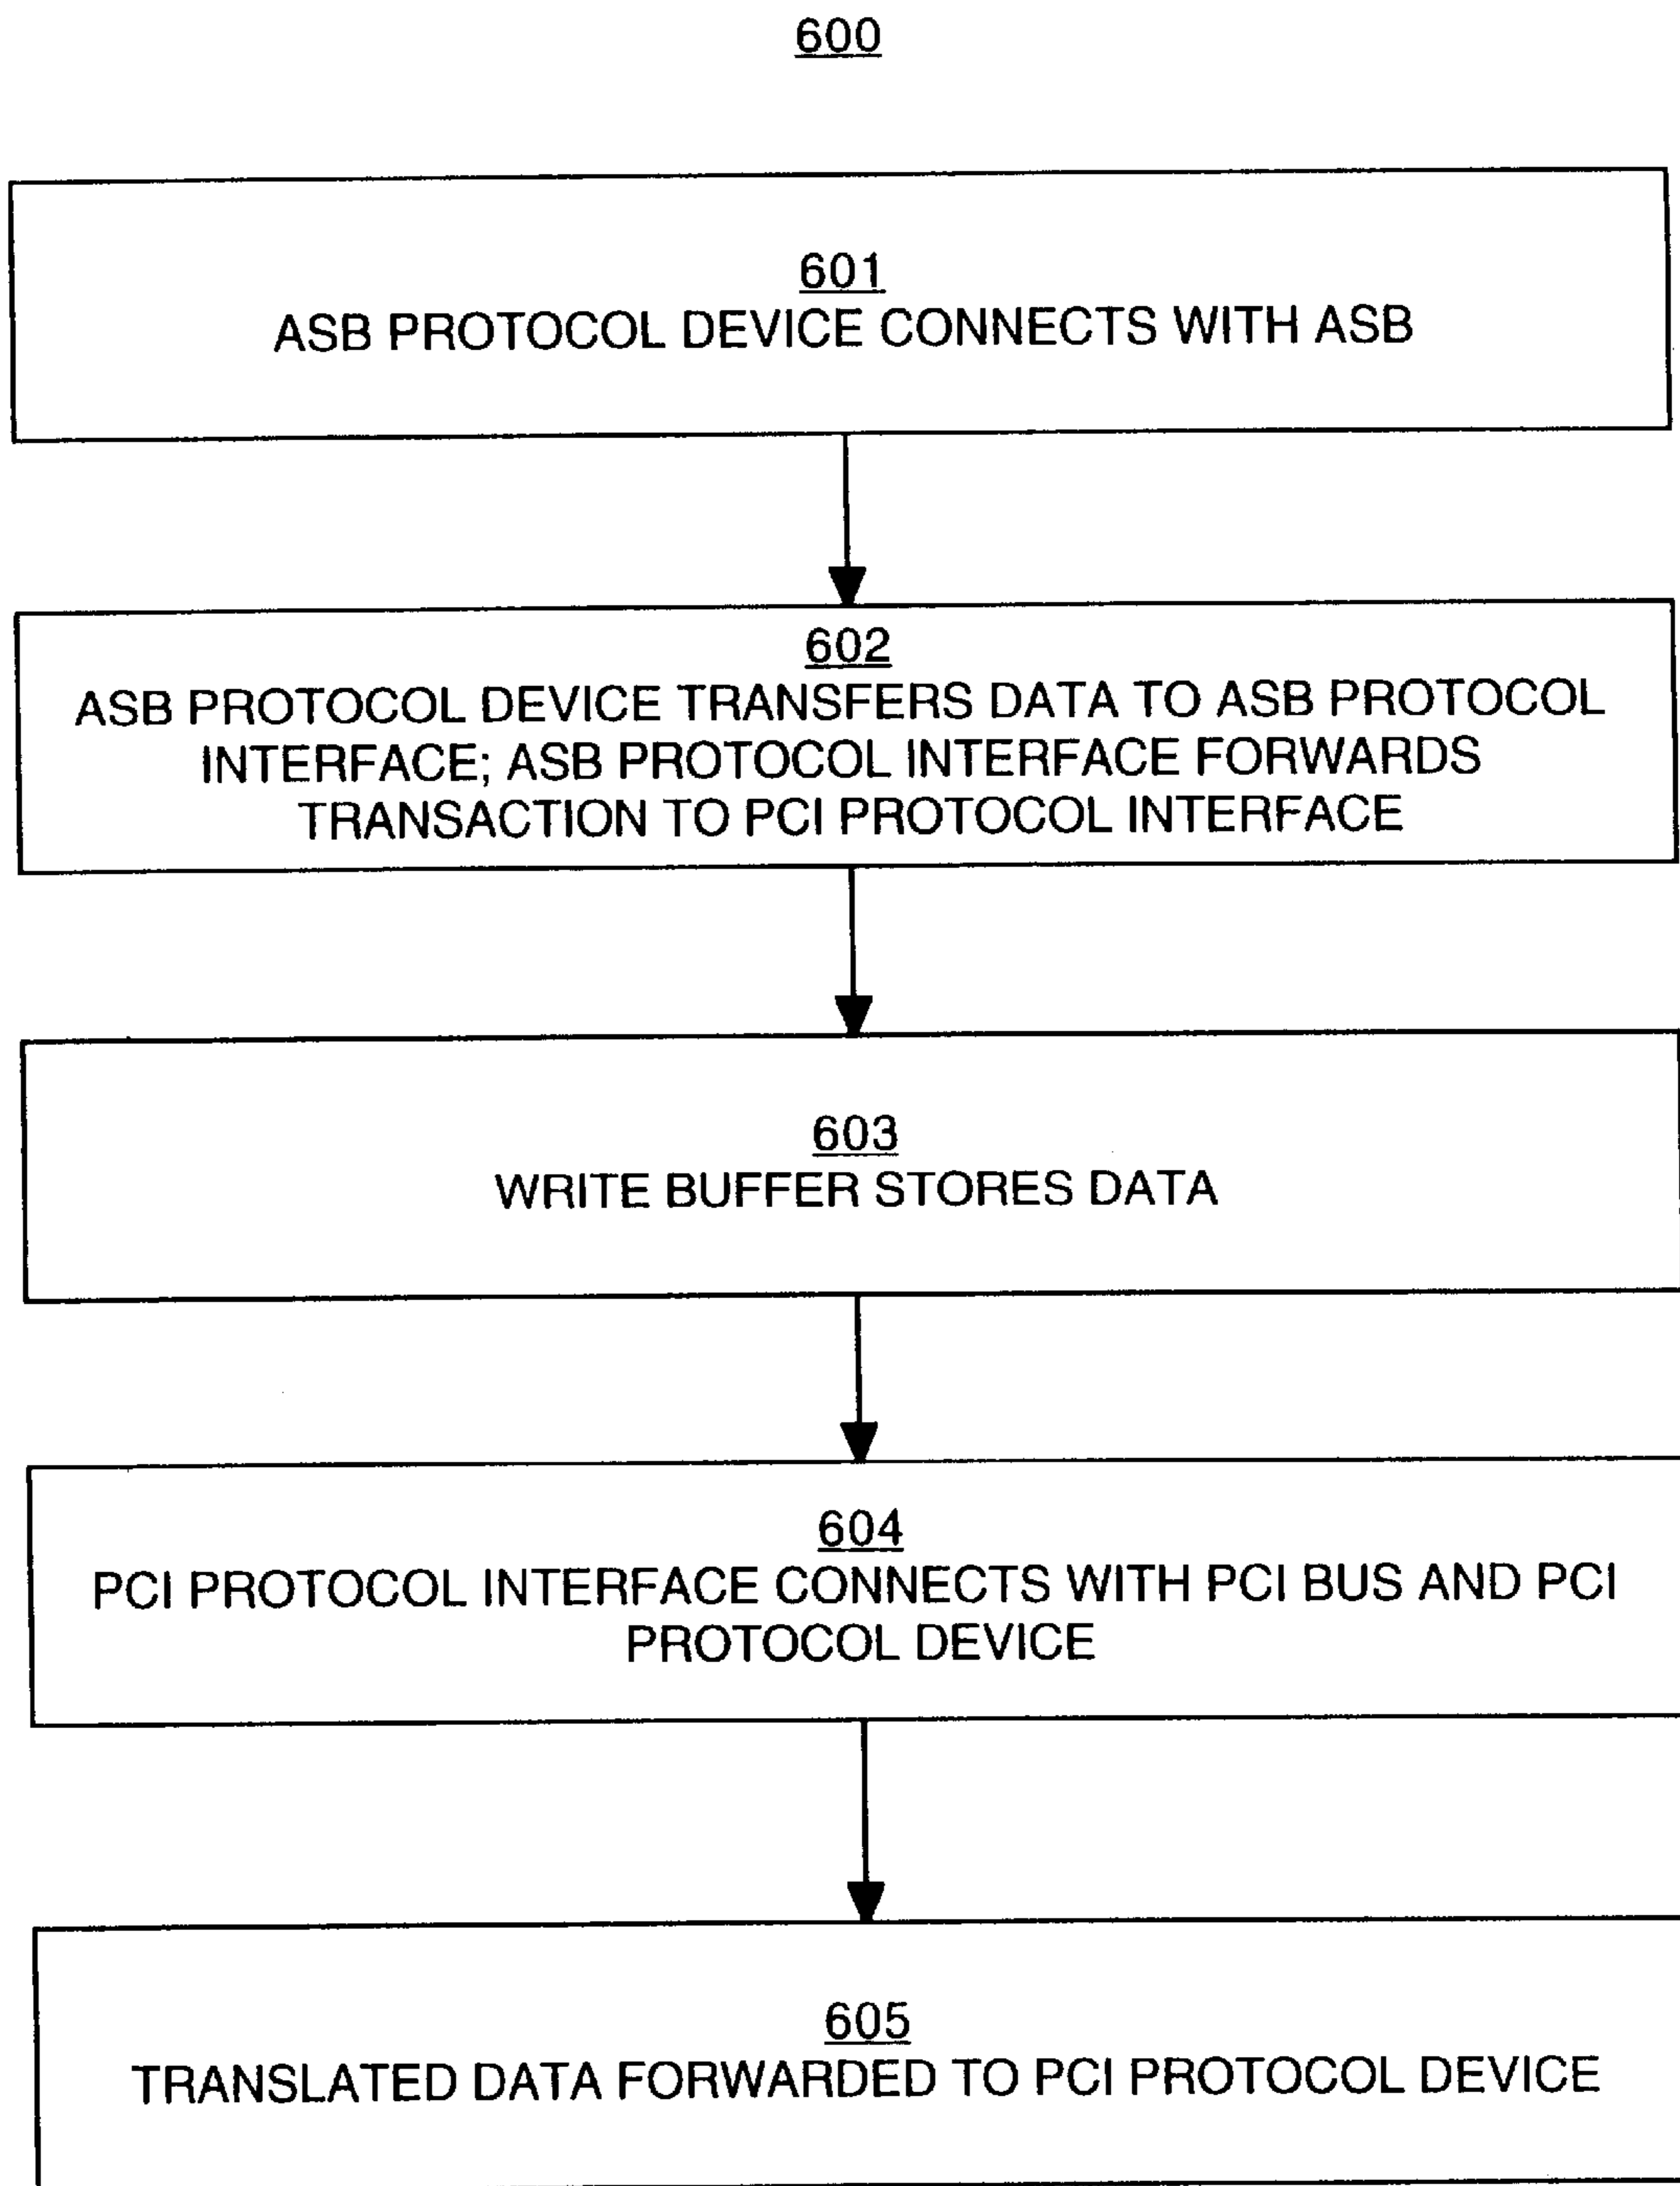 600
601
ASB PROTOCOL DEVICE CONNECTS WITH ASB
602
ASB PROTOCOL DEVICE TRANSFERS DATA TO ASB PROTOCOL
INTERFACE; ASB PROTOCOL INTERFACE FORWARDS
TRANSACTION TO PCI PROTOCOL INTERFACE
603
WRITE BUFFER STORES DATA
604
PCI PROTOCOL INTERFACE CONNECTS WITH PCI BUS AND PCI
PROTOCOL DEVICE
605
TRANSLATED DATA FORWARDED TO PCI PROTOCOL DEVICE